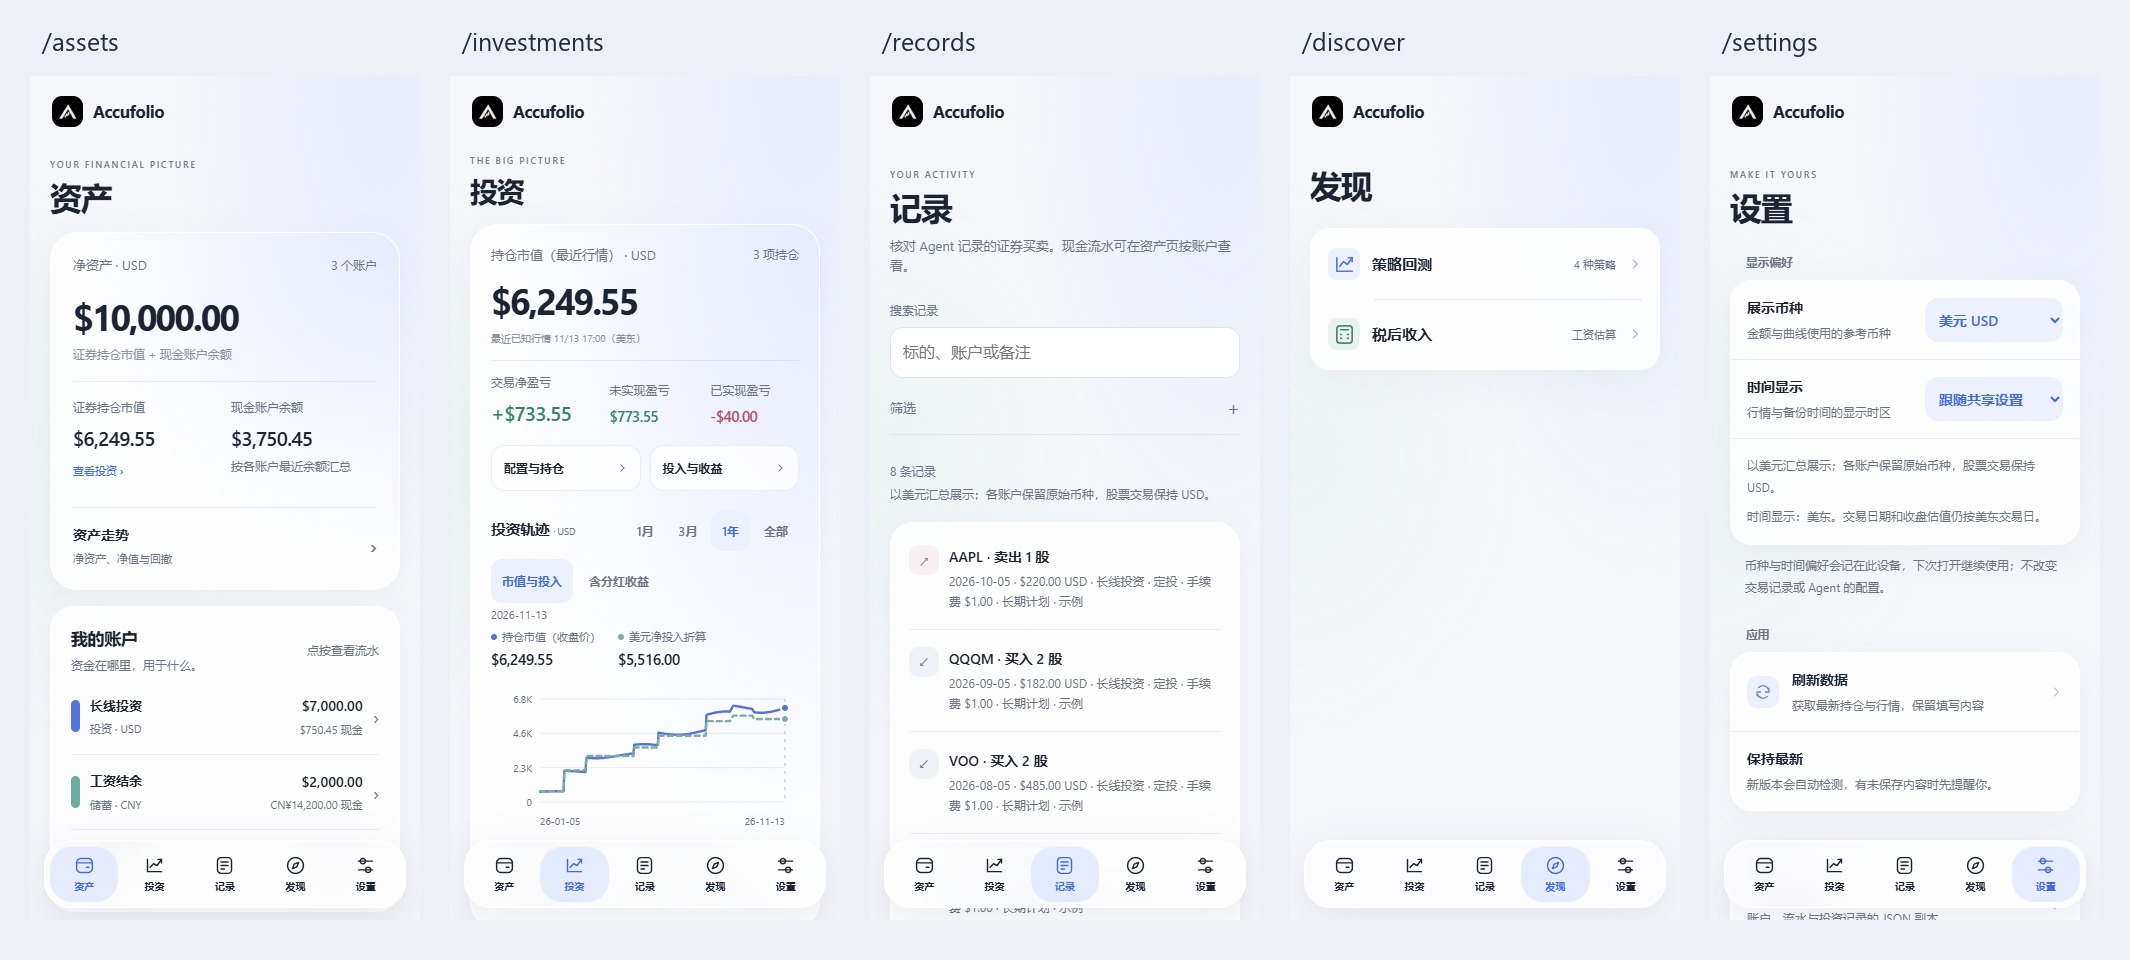 /assets
Accufolio
YOUR FINANCIAL PICTURE
资产
净资产 · USD
3 个账户
$10,000.00
证券持仓市值 + 现金账户余额
证券持仓市值
现金账户余额
$6,249.55
$3,750.45
查看投资 ›
按各账户最近余额汇总
资产走势
净资产、净值与回撤
我的账户
资金在哪里，用于什么。
点按查看流水
长线投资
$7,000.00
投资 · USD
$750.45 现金
工资结余
$2,000.00
储蓄 · CNY
CN¥14,200.00 现金
资产
投资
记录
发现
设置
/investments
Accufolio
THE BIG PICTURE
投资
持仓市值（最近行情） · USD
3 项持仓
$6,249.55
最近已知行情 11/13 17:00（美东）
交易净盈亏
未实现盈亏
已实现盈亏
+$733.55
$773.55
-$40.00
配置与持仓
投入与收益
投资轨迹 · USD
1月
3月
1年
全部
市值与投入
含分红收益
2026-11-13
持仓市值（收盘价）
美元净投入折算
$6,249.55
$5,516.00
6.8K
4.6K
2.3K
0
26-01-05
26-11-13
资产
投资
记录
发现
设置
/records
Accufolio
YOUR ACTIVITY
记录
核对 Agent 记录的证券买卖。现金流水可在资产页按账户查
看。
搜索记录
标的、账户或备注
筛选
+
8 条记录
以美元汇总展示；各账户保留原始币种，股票交易保持 USD。
AAPL · 卖出 1 股
2026-10-05 · $220.00 USD · 长线投资 · 定投 · 手续
费 $1.00 · 长期计划 · 示例
QQQM · 买入 2 股
2026-09-05 · $182.00 USD · 长线投资 · 定投 · 手续
费 $1.00 · 长期计划 · 示例
VOO · 买入 2 股
2026-08-05 · $485.00 USD · 长线投资 · 定投 · 手续
费 $1.00 · 长期计划 · 示例
资产
投资
记录
发现
设置
费 $1.00 · 长期计划 · 示例
/discover
Accufolio
发现
策略回测
4 种策略
税后收入
工资估算
资产
投资
记录
发现
设置
/settings
Accufolio
MAKE IT YOURS
设置
显示偏好
展示币种
金额与曲线使用的参考币种
美元 USD
时间显示
行情与备份时间的显示时区
跟随共享设置
以美元汇总展示；各账户保留原始币种，股票交易保持
USD。
时间显示：美东。交易日期和收盘估值仍按美东交易日。
币种与时间偏好会记在此设备，下次打开继续使用；不改变
交易记录或 Agent 的配置。
应用
刷新数据
获取最新持仓与行情，保留填写内容
保持最新
新版本会自动检测，有未保存内容时先提醒你。
资产
投资
记录
发现
设置
账户、流水与投资记录的 JSON 副本